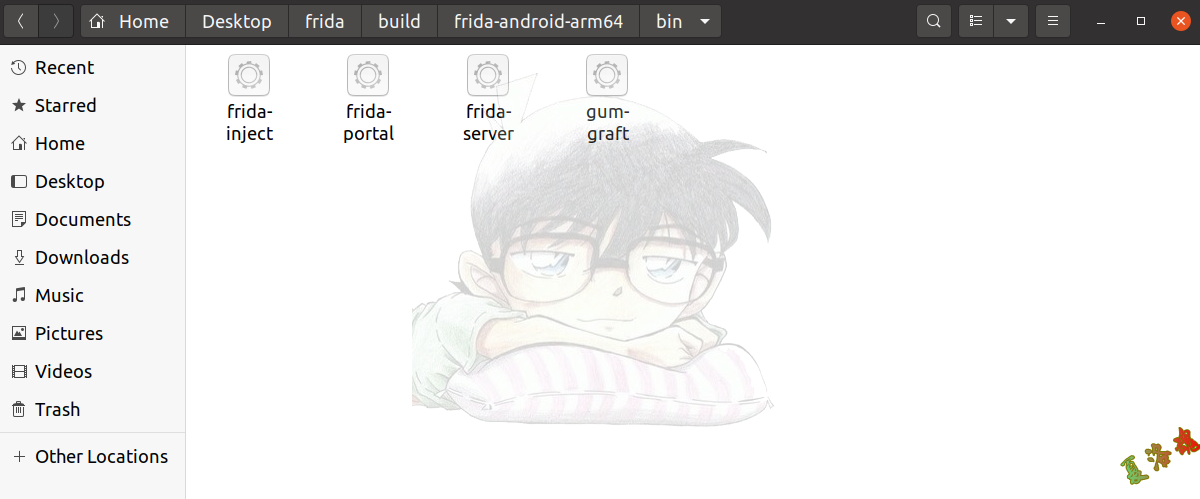 Home Desktop frida build frida-android-arm64 bin
Recent
Starred
Home
Desktop
Documents
Downloads
Music
Pictures
Videos
Trash
Other Locations
frida-
inject
frida-
portal
frida-
server
gum-
graft